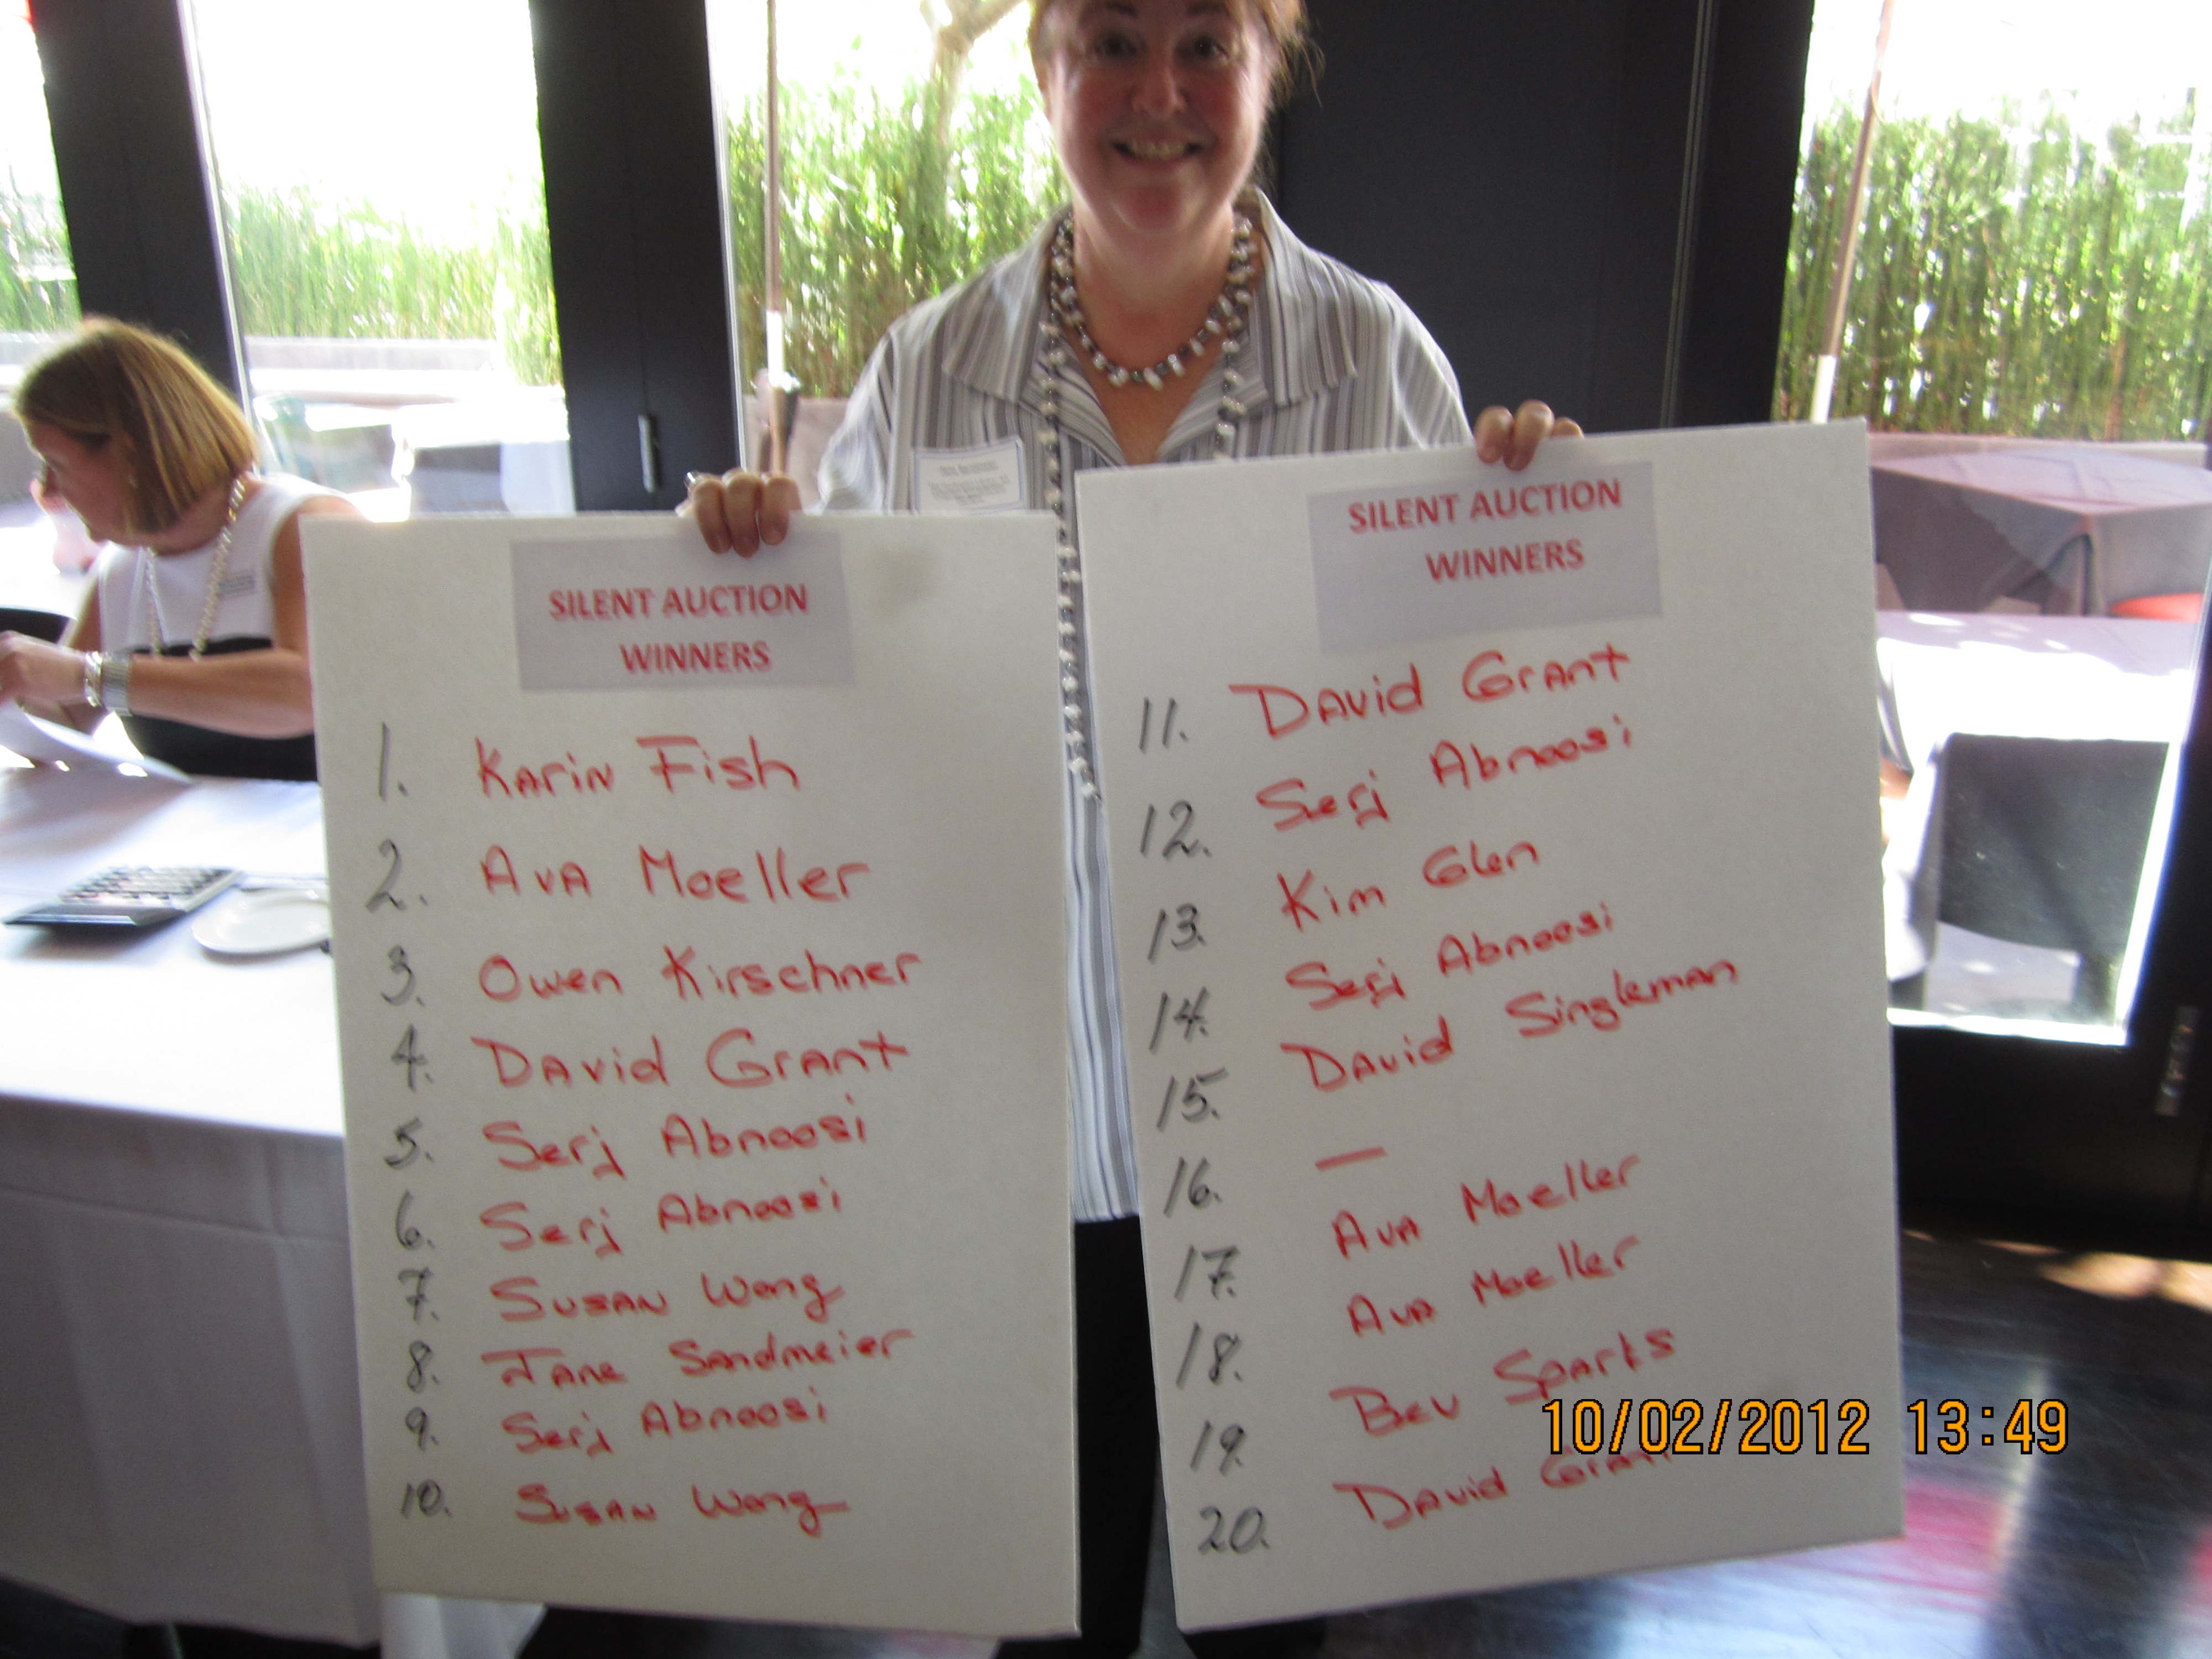 SILENT AUCTION
WINNERS
1. Karin Fish
2. Ava Moeller
3. Owen Kirschner
4. David Grant
5. Serj Abnoosi
6. Serj Abnoosi
7. Susan Wong
8. Jane Sandmeier
9. Serj Abnoosi
10. Susan Wong
SILENT AUCTION
WINNERS
11. David Grant
12. Serj Abnoosi
13. Kim Glen
14. Serj Abnoosi
15. David Singleman
16. —
17. Ava Moeller
18. Ava Moeller
19. Bev Sparks
20. David Grant
10/02/2012 13:49